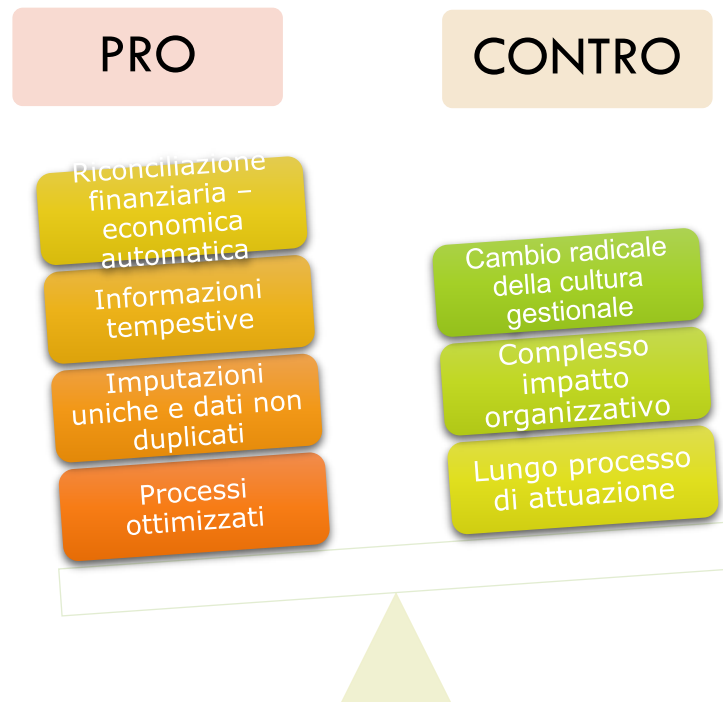 PRO
CONTRO
Riconciliazione
finanziaria –
economica
automatica
Informazioni
tempestive
Imputazioni
uniche e dati non
duplicati
Processi
ottimizzati
Cambio radicale
della cultura
gestionale
Complesso
impatto
organizzativo
Lungo processo
di attuazione